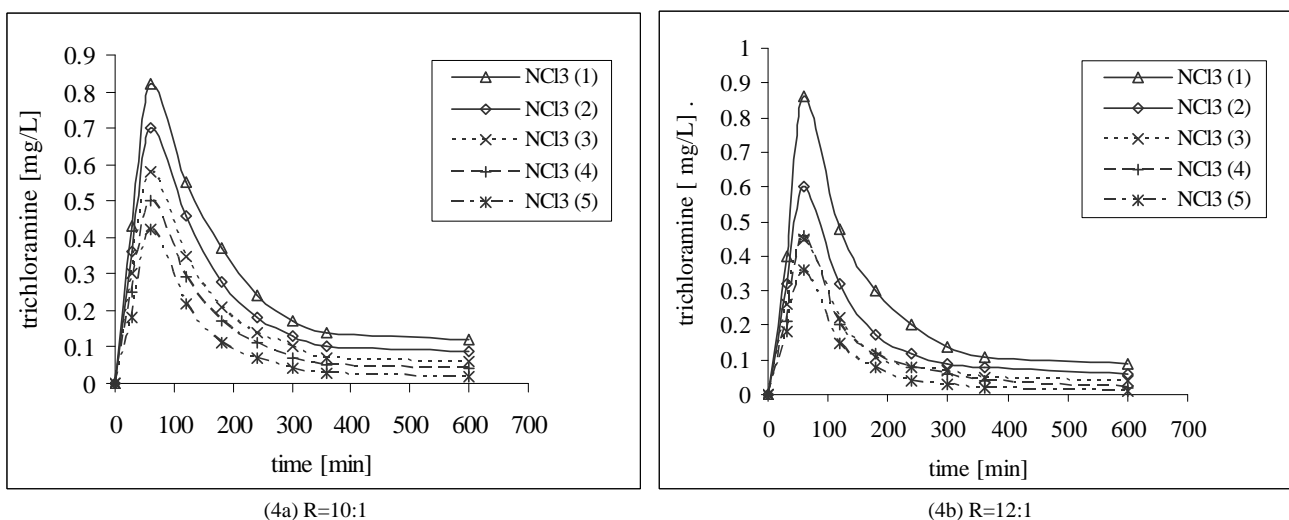 0.9
0.8
0.7
0.6
0.5
0.4
0.3
0.2
0.1
0
trichloramine [mg/L]
0 100 200 300 400 500 600 700
time [min]
NCl3 (1)
NCl3 (2)
NCl3 (3)
NCl3 (4)
NCl3 (5)
(4a) R=10:1
1
0.9
0.8
0.7
0.6
0.5
0.4
0.3
0.2
0.1
0
trichloramine [ mg/L] .
0 100 200 300 400 500 600 700
time [min]
NCl3 (1)
NCl3 (2)
NCl3 (3)
NCl3 (4)
NCl3 (5)
(4b) R=12:1